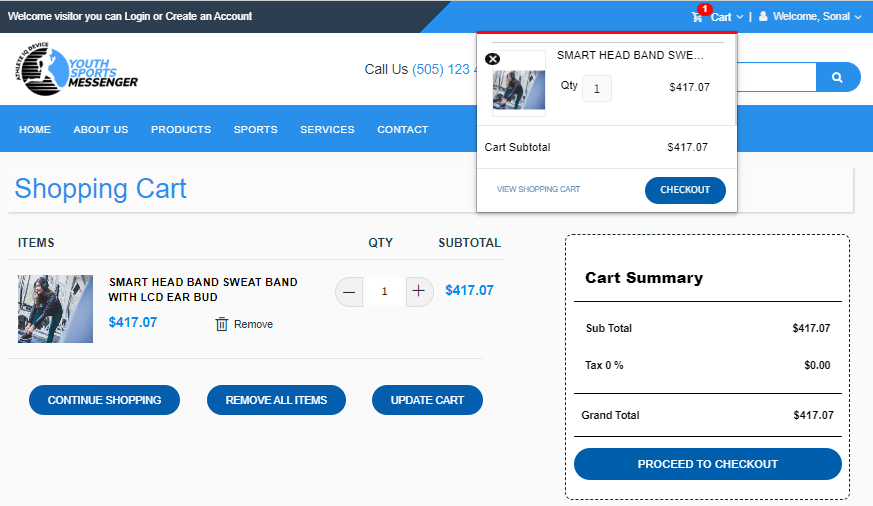 Welcome visitor you can Login or Create an Account
1
Cart | Welcome, Sonal
ATHLETE IQ DEVICE
YOUTH
SPORTS
MESSENGER
Call Us (505) 123
SMART HEAD BAND SWE...
Qty 1 $417.07
Cart Subtotal $417.07
VIEW SHOPPING CART CHECKOUT
HOME ABOUT US PRODUCTS SPORTS SERVICES CONTACT
Shopping Cart
ITEMS QTY SUBTOTAL
SMART HEAD BAND SWEAT BAND
WITH LCD EAR BUD
— 1 + $417.07
$417.07 Remove
CONTINUE SHOPPING REMOVE ALL ITEMS UPDATE CART
Cart Summary
Sub Total $417.07
Tax 0 % $0.00
Grand Total $417.07
PROCEED TO CHECKOUT